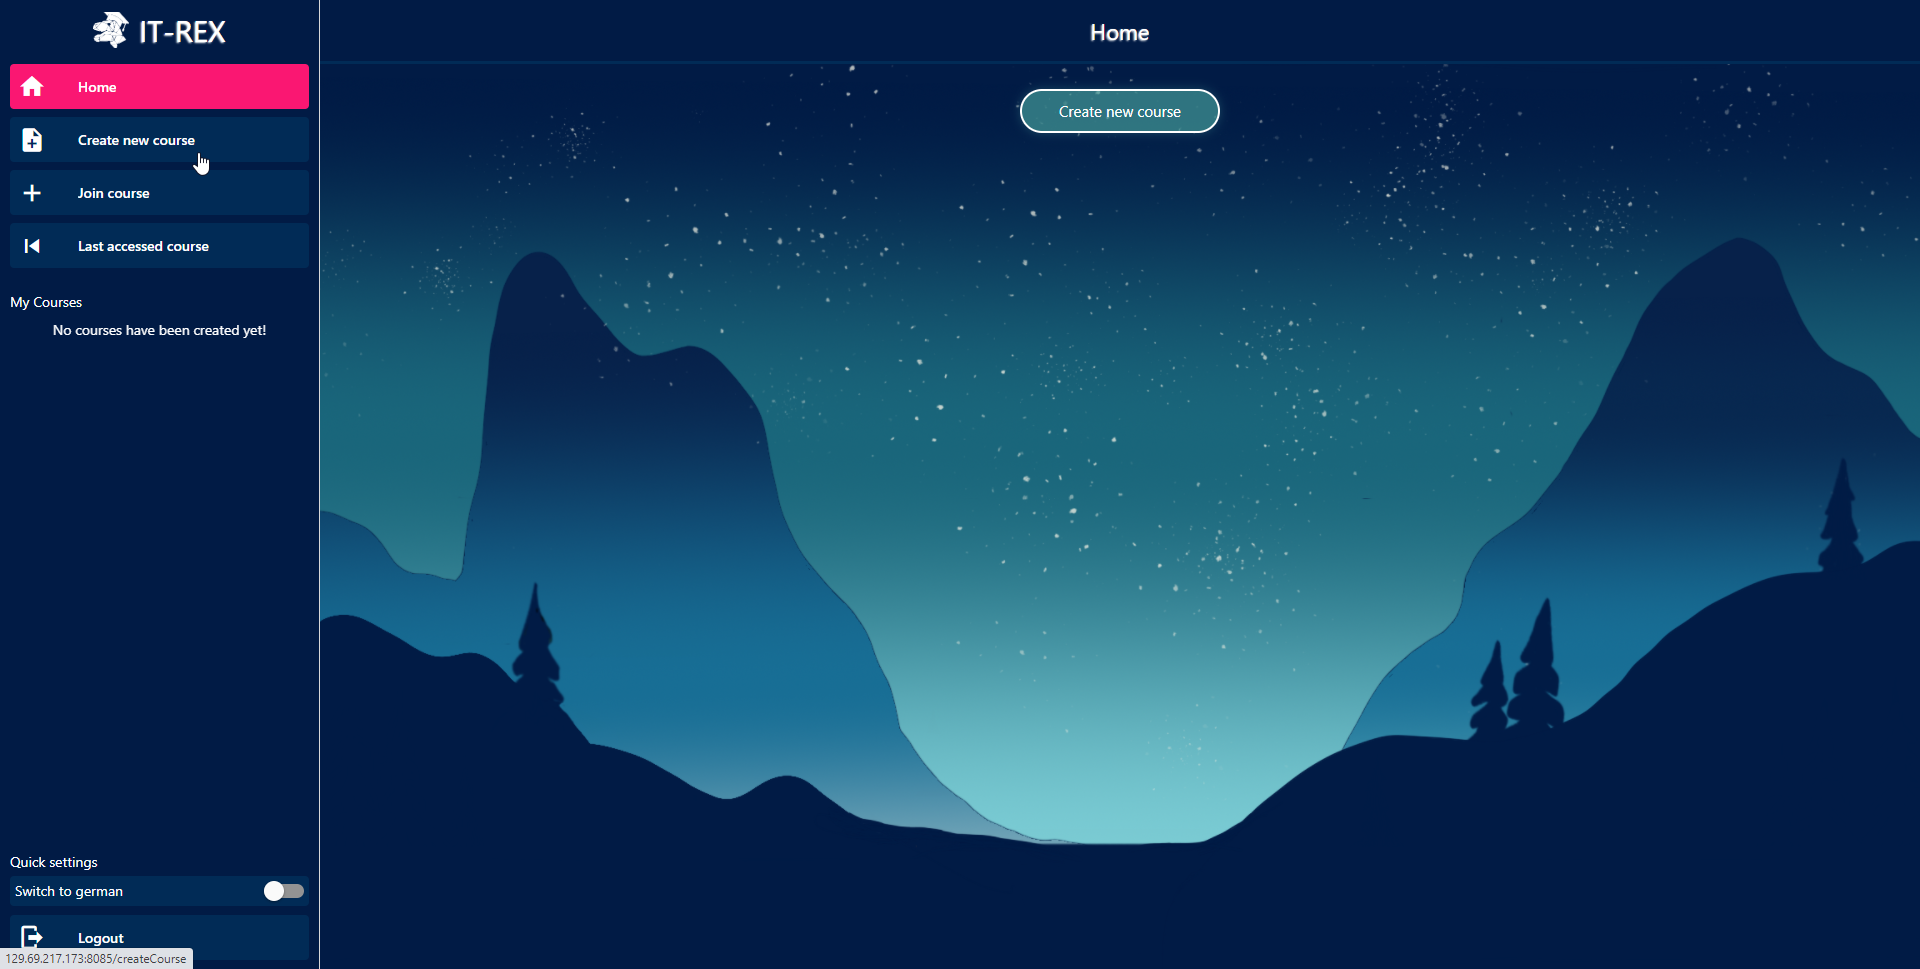 IT-REX
Home
Create new course
Join course
Last accessed course
My Courses
No courses have been created yet!
Quick settings
Switch to german
Logout
129.69.217.173:8085/createCourse
Home
Create new course